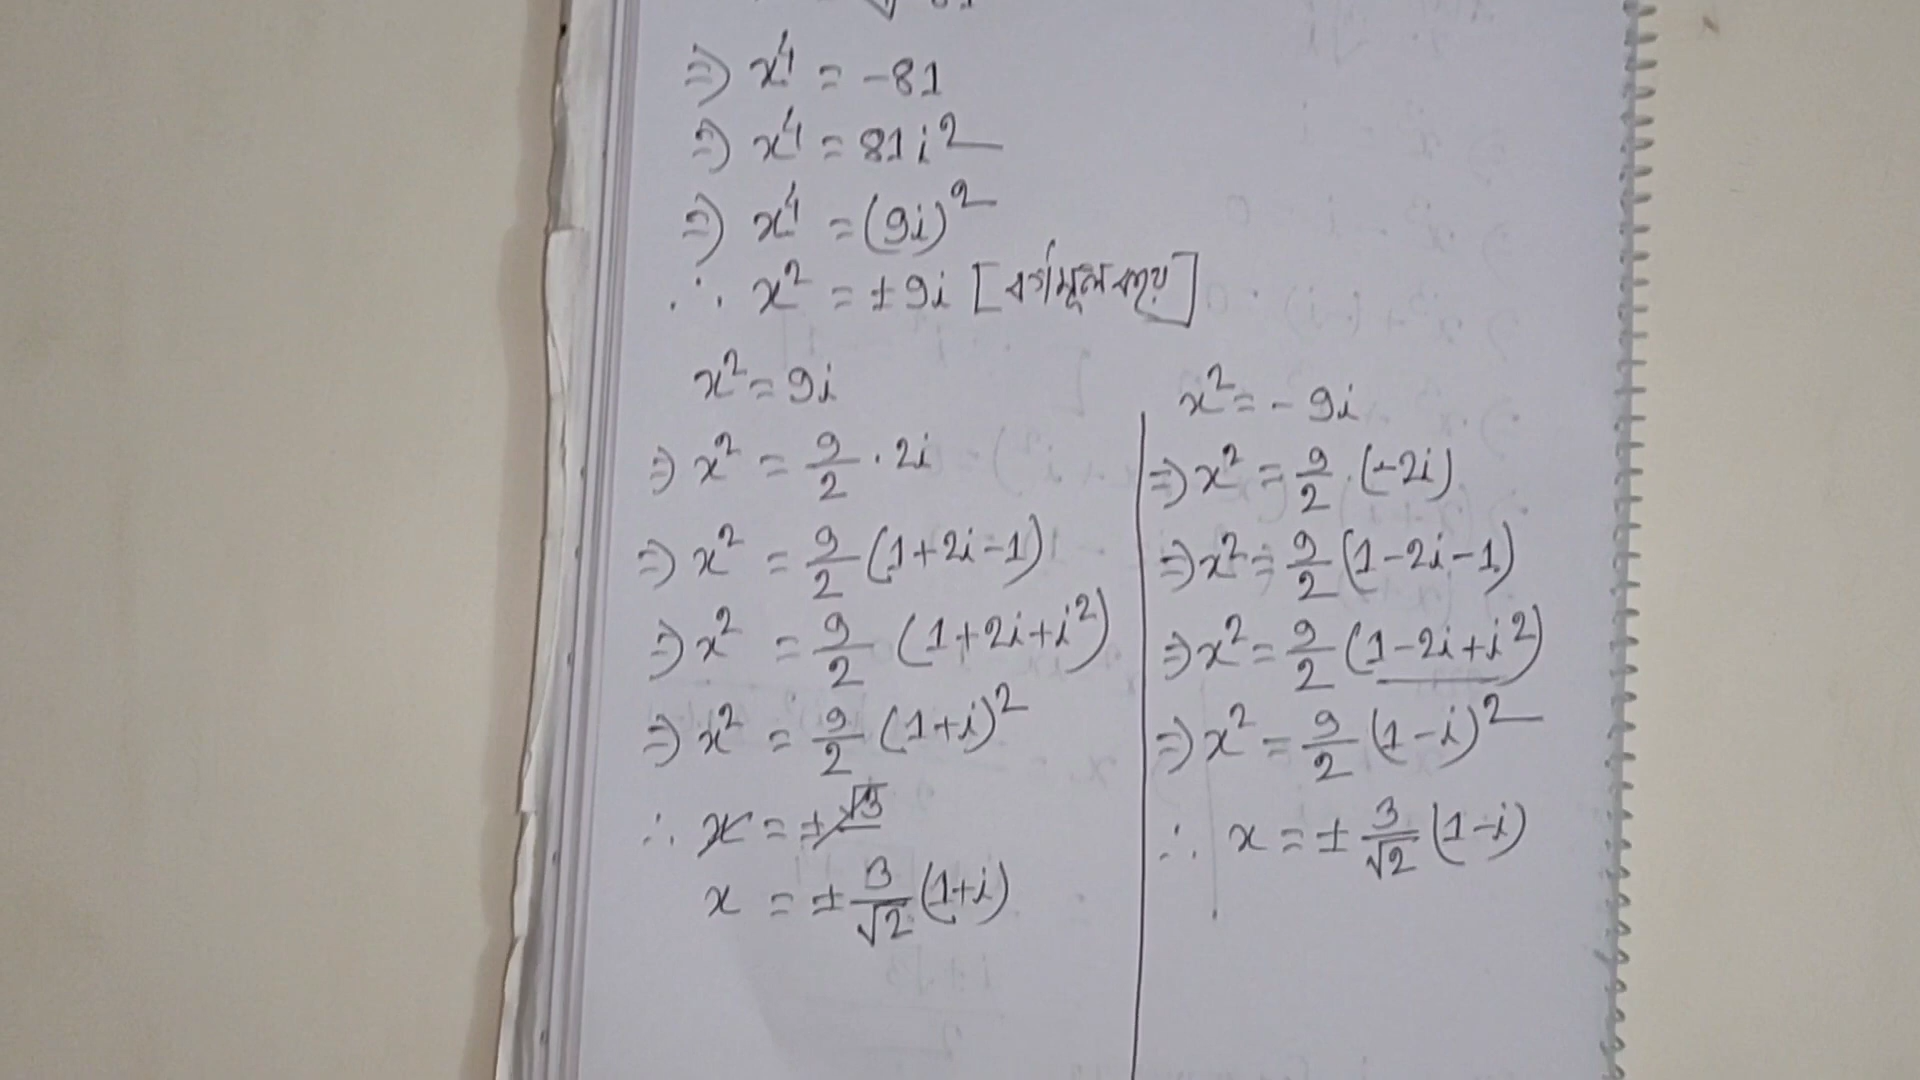 ⇒ x⁴ = -81
⇒ x⁴ = 81i²
⇒ x⁴ = (9i)²
∴ x² = ±9i [বর্গমূল করে]
x² = 9i
⇒ x² = 9/2 · 2i
⇒ x² = 9/2 (1+2i-1)
⇒ x² = 9/2 (1+2i+i²)
⇒ x² = 9/2 (1+i)²
∴ x = ±√3
x = ± 3/√2 (1+i)
x² = - 9i
⇒ x² = 9/2 · (-2i)
⇒ x² = 9/2 (1-2i-1)
⇒ x² = 9/2 (1-2i+i²)
⇒ x² = 9/2 (1-i)²
∴ x = ± 3/√2 (1-i)